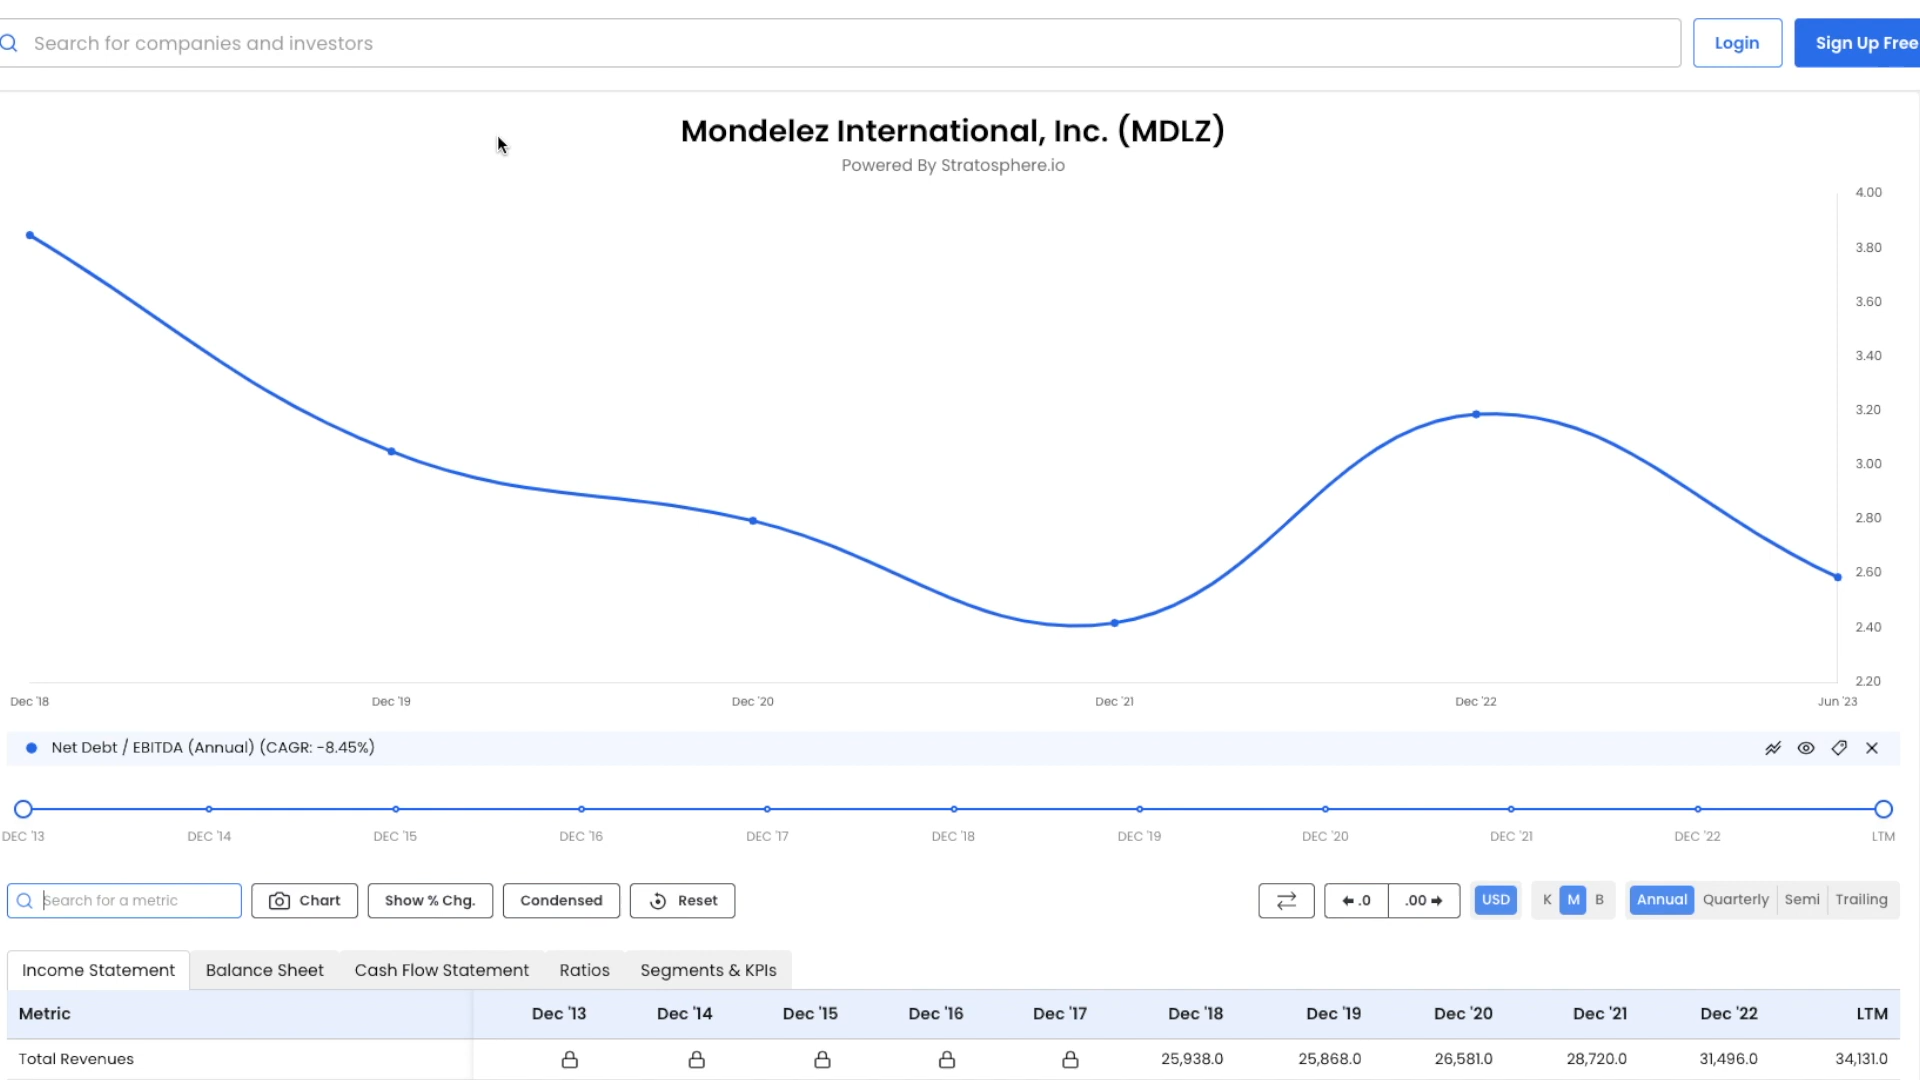 Search for companies and investors
Login
Sign Up Free
Mondelez International, Inc. (MDLZ)
Powered By Stratosphere.io
4.00
3.80
3.60
3.40
3.20
3.00
2.80
2.60
2.40
2.20
Dec '18 Dec '19 Dec '20 Dec '21 Dec '22 Jun '23
Net Debt / EBITDA (Annual) (CAGR: -8.45%)
DEC '13 DEC '14 DEC '15 DEC '16 DEC '17 DEC '18 DEC '19 DEC '20 DEC '21 DEC '22 LTM
Search for a metric Chart Show % Chg. Condensed Reset .0 .00 USD K M B Annual Quarterly Semi Trailing
Income Statement Balance Sheet Cash Flow Statement Ratios Segments & KPIs
Metric Dec '13 Dec '14 Dec '15 Dec '16 Dec '17 Dec '18 Dec '19 Dec '20 Dec '21 Dec '22 LTM
Total Revenues 25,938.0 25,868.0 26,581.0 28,720.0 31,496.0 34,131.0